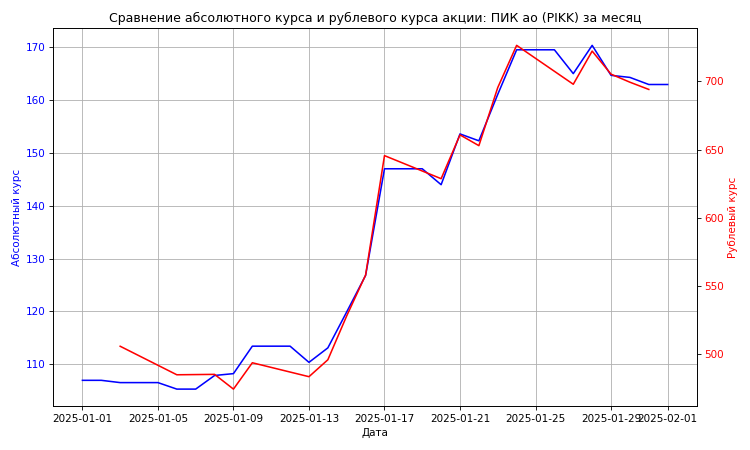 Сравнение абсолютного курса и рублевого курса акции: ПИК ао (PIKK) за месяц
Абсолютный курс
170
160
150
140
130
120
110
700
650
600
550
500
Рублевый курс
2025-01-01 2025-01-05 2025-01-09 2025-01-13 2025-01-17 2025-01-21 2025-01-25 2025-01-29 2025-02-01
Дата